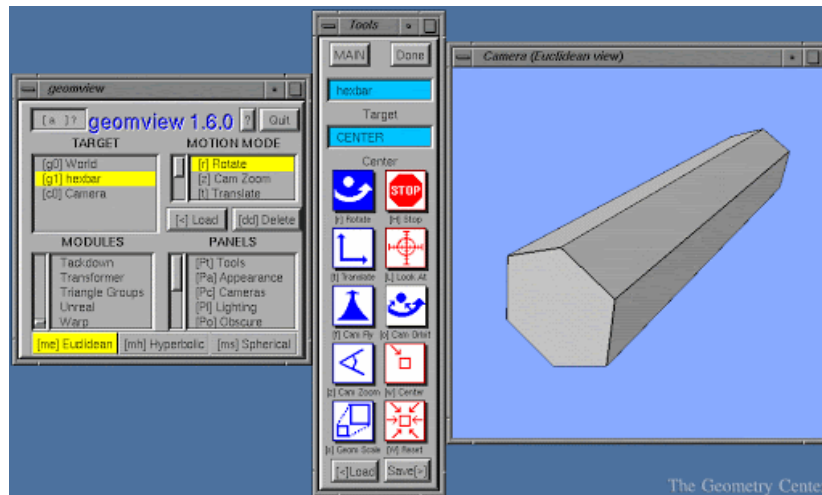 geomview
[a ]? geomview 1.6.0 ? Quit
TARGET
[g0] World
[g1] hexbar
[c0] Camera
MOTION MODE
[r] Rotate
[z] Cam Zoom
[t] Translate
[<] Load [dd] Delete
MODULES
Tackdown
Transformer
Triangle Groups
Unreal
Warp
PANELS
[Pt] Tools
[Pa] Appearance
[Pc] Cameras
[Pl] Lighting
[Po] Obscure
[me] Euclidean [mh] Hyperbolic [ms] Spherical
Tools
MAIN Done
hexbar
Target
CENTER
Center
STOP
[r] Rotate [H] Stop
[t] Translate [L] Look At
[f] Cam Fly [o] Cam Orbit
[z] Cam Zoom [w] Center
[s] Geom Scale [W] Reset
[<]Load Save[>]
Camera (Euclidean view)
The Geometry Cente